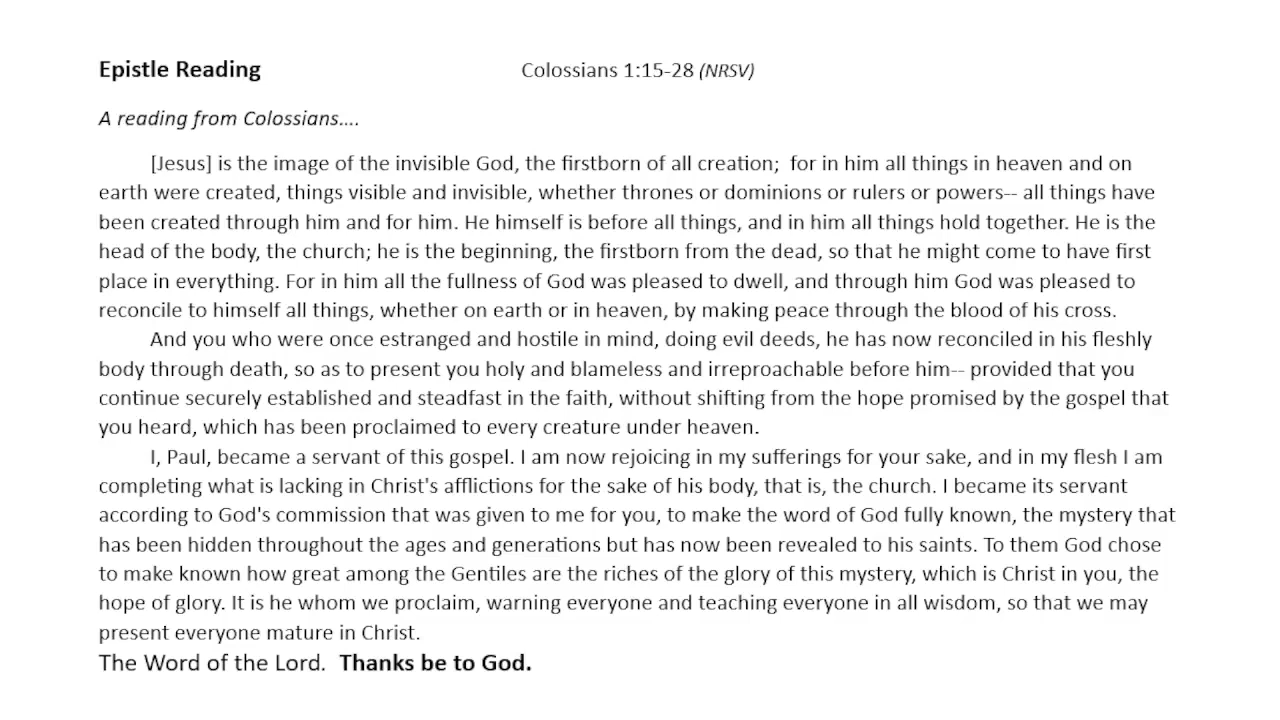 Epistle Reading Colossians 1:15-28 (NRSV)
A reading from Colossians....
[Jesus] is the image of the invisible God, the firstborn of all creation;  for in him all things in heaven and on
earth were created, things visible and invisible, whether thrones or dominions or rulers or powers-- all things have
been created through him and for him. He himself is before all things, and in him all things hold together. He is the
head of the body, the church; he is the beginning, the firstborn from the dead, so that he might come to have first
place in everything. For in him all the fullness of God was pleased to dwell, and through him God was pleased to
reconcile to himself all things, whether on earth or in heaven, by making peace through the blood of his cross.
And you who were once estranged and hostile in mind, doing evil deeds, he has now reconciled in his fleshly
body through death, so as to present you holy and blameless and irreproachable before him-- provided that you
continue securely established and steadfast in the faith, without shifting from the hope promised by the gospel that
you heard, which has been proclaimed to every creature under heaven.
I, Paul, became a servant of this gospel. I am now rejoicing in my sufferings for your sake, and in my flesh I am
completing what is lacking in Christ's afflictions for the sake of his body, that is, the church. I became its servant
according to God's commission that was given to me for you, to make the word of God fully known, the mystery that
has been hidden throughout the ages and generations but has now been revealed to his saints. To them God chose
to make known how great among the Gentiles are the riches of the glory of this mystery, which is Christ in you, the
hope of glory. It is he whom we proclaim, warning everyone and teaching everyone in all wisdom, so that we may
present everyone mature in Christ.
The Word of the Lord.  Thanks be to God.